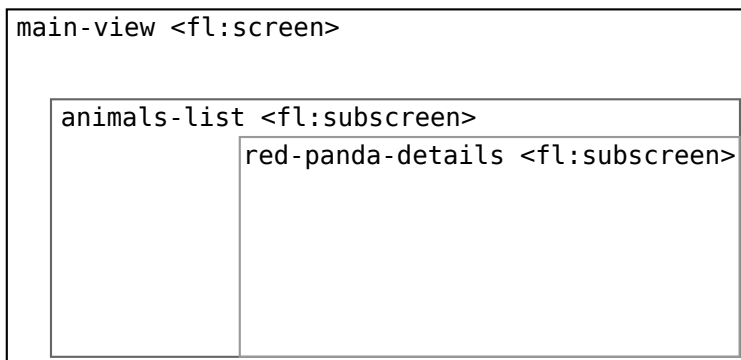 main-view <fl:screen>
animals-list <fl:subscreen>
red-panda-details <fl:subscreen>